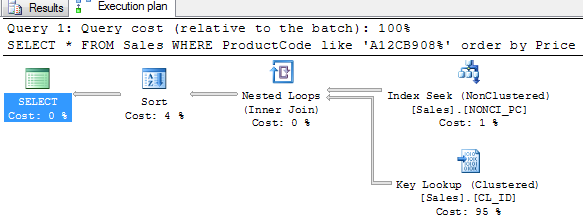 Results
Execution plan
Query 1: Query cost (relative to the batch): 100%
SELECT * FROM Sales WHERE ProductCode like 'A12CB908%' order by Price
SELECT
Cost: 0 %
Sort
Cost: 4 %
Nested Loops
(Inner Join)
Cost: 0 %
Index Seek (NonClustered)
[Sales].[NONCI_PC]
Cost: 1 %
Key Lookup (Clustered)
[Sales].[CL_ID]
Cost: 95 %